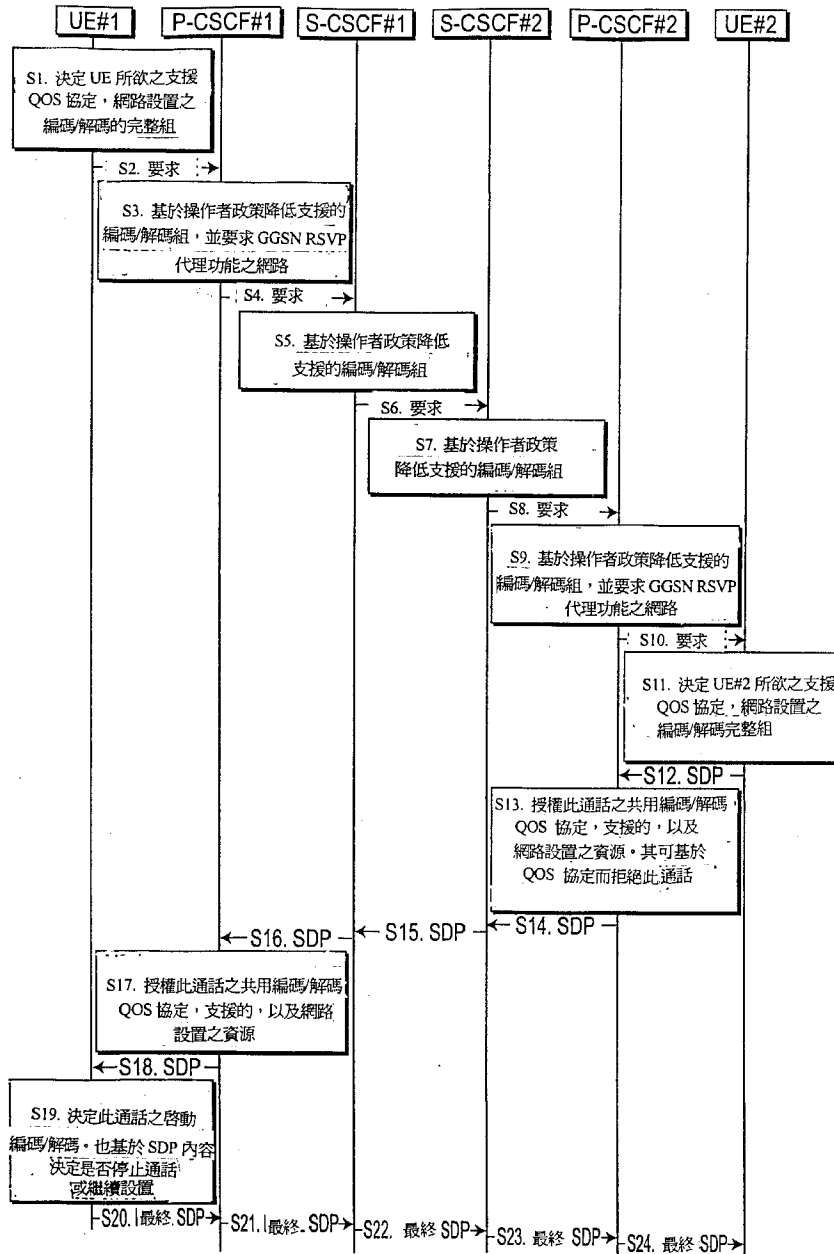 UE#1 P-CSCF#1 S-CSCF#1 S-CSCF#2 P-CSCF#2 UE#2
S1. 決定 UE 所欲之支援
QOS 協定，網路設置之
編碼/解碼的完整組
S2. 要求
S3. 基於操作者政策降低支援的
編碼/解碼組，並要求 GGSN RSVP
代理功能之網路
S4. 要求
S5. 基於操作者政策降低
支援的編碼/解碼組
S6. 要求
S7. 基於操作者政策
降低支援的編碼/解碼組
S8. 要求
S9. 基於操作者政策降低支援的
編碼/解碼組，並要求 GGSN RSVP
代理功能之網路
S10. 要求
S11. 決定 UE#2 所欲之支援
QOS 協定，網路設置之
編碼/解碼完整組
S12. SDP
S13. 授權此通話之共用編碼/解碼，
QOS 協定，支援的，以及
網路設置之資源。其可基於
QOS 協定而拒絕此通話
S16. SDP S15. SDP S14. SDP
S17. 授權此通話之共用編碼/解碼
QOS 協定，支援的，以及網路
設置之資源
S18. SDP
S19. 決定此通話之啓動
編碼/解碼。也基於 SDP 內容
決定是否停止通話
或繼續設置
S20. 最終 SDP S21. 最終 SDP S22. 最終 SDP S23. 最終 SDP S24. 最終 SDP